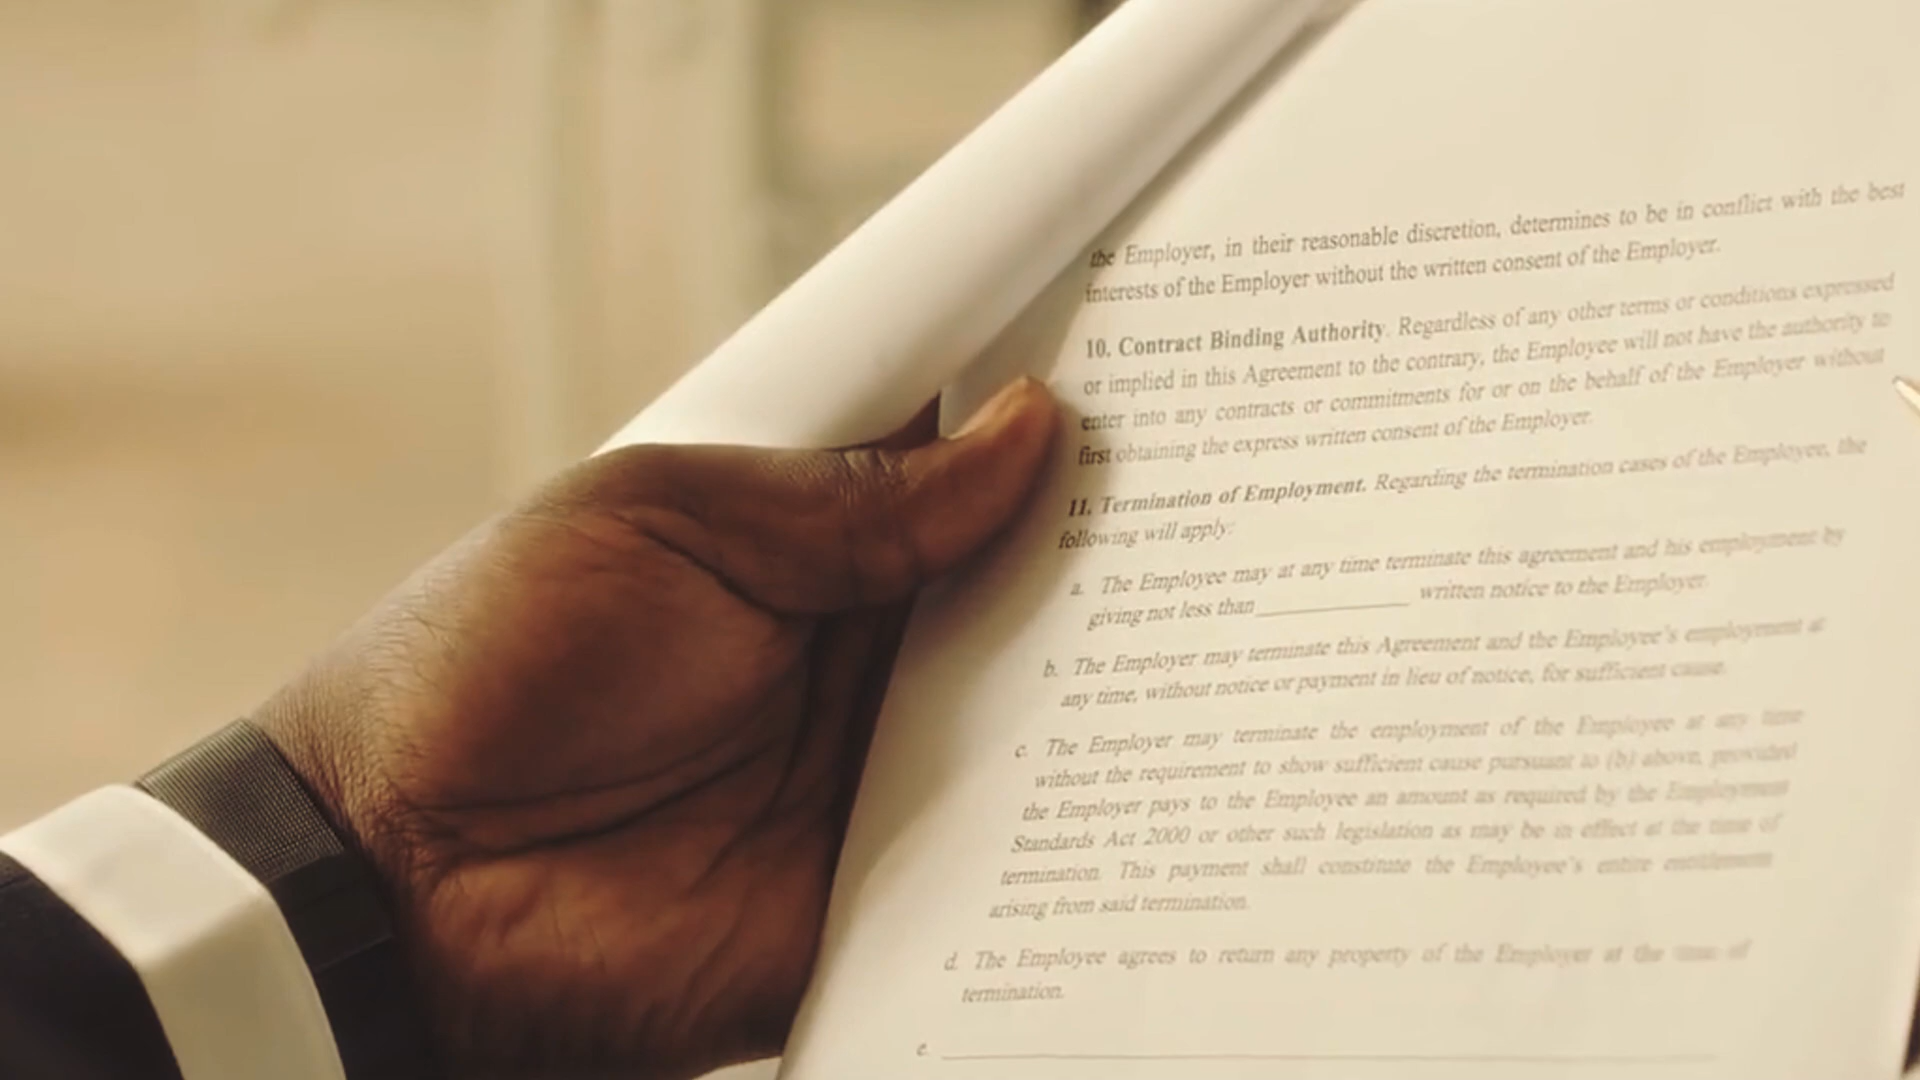 the Employer, in their reasonable discretion, determines to be in conflict with the best
interests of the Employer without the written consent of the Employer.
10. Contract Binding Authority. Regardless of any other terms or conditions expressed
or implied in this Agreement to the contrary, the Employee will not have the authority to
enter into any contracts or commitments for or on the behalf of the Employer without
first obtaining the express written consent of the Employer.
11. Termination of Employment. Regarding the termination cases of the Employee, the
following will apply:
a. The Employee may at any time terminate this agreement and his employment by
giving not less than ____________ written notice to the Employer.
b. The Employer may terminate this Agreement and the Employee's employment at
any time, without notice or payment in lieu of notice, for sufficient cause.
c. The Employer may terminate the employment of the Employee at any time
without the requirement to show sufficient cause pursuant to (b) above, provided
the Employer pays to the Employee an amount as required by the Employment
Standards Act 2000 or other such legislation as may be in effect at the time of
termination. This payment shall constitute the Employee's entire entitlement
arising from said termination.
d. The Employee agrees to return any property of the Employer at the time of
termination.
e. ____________